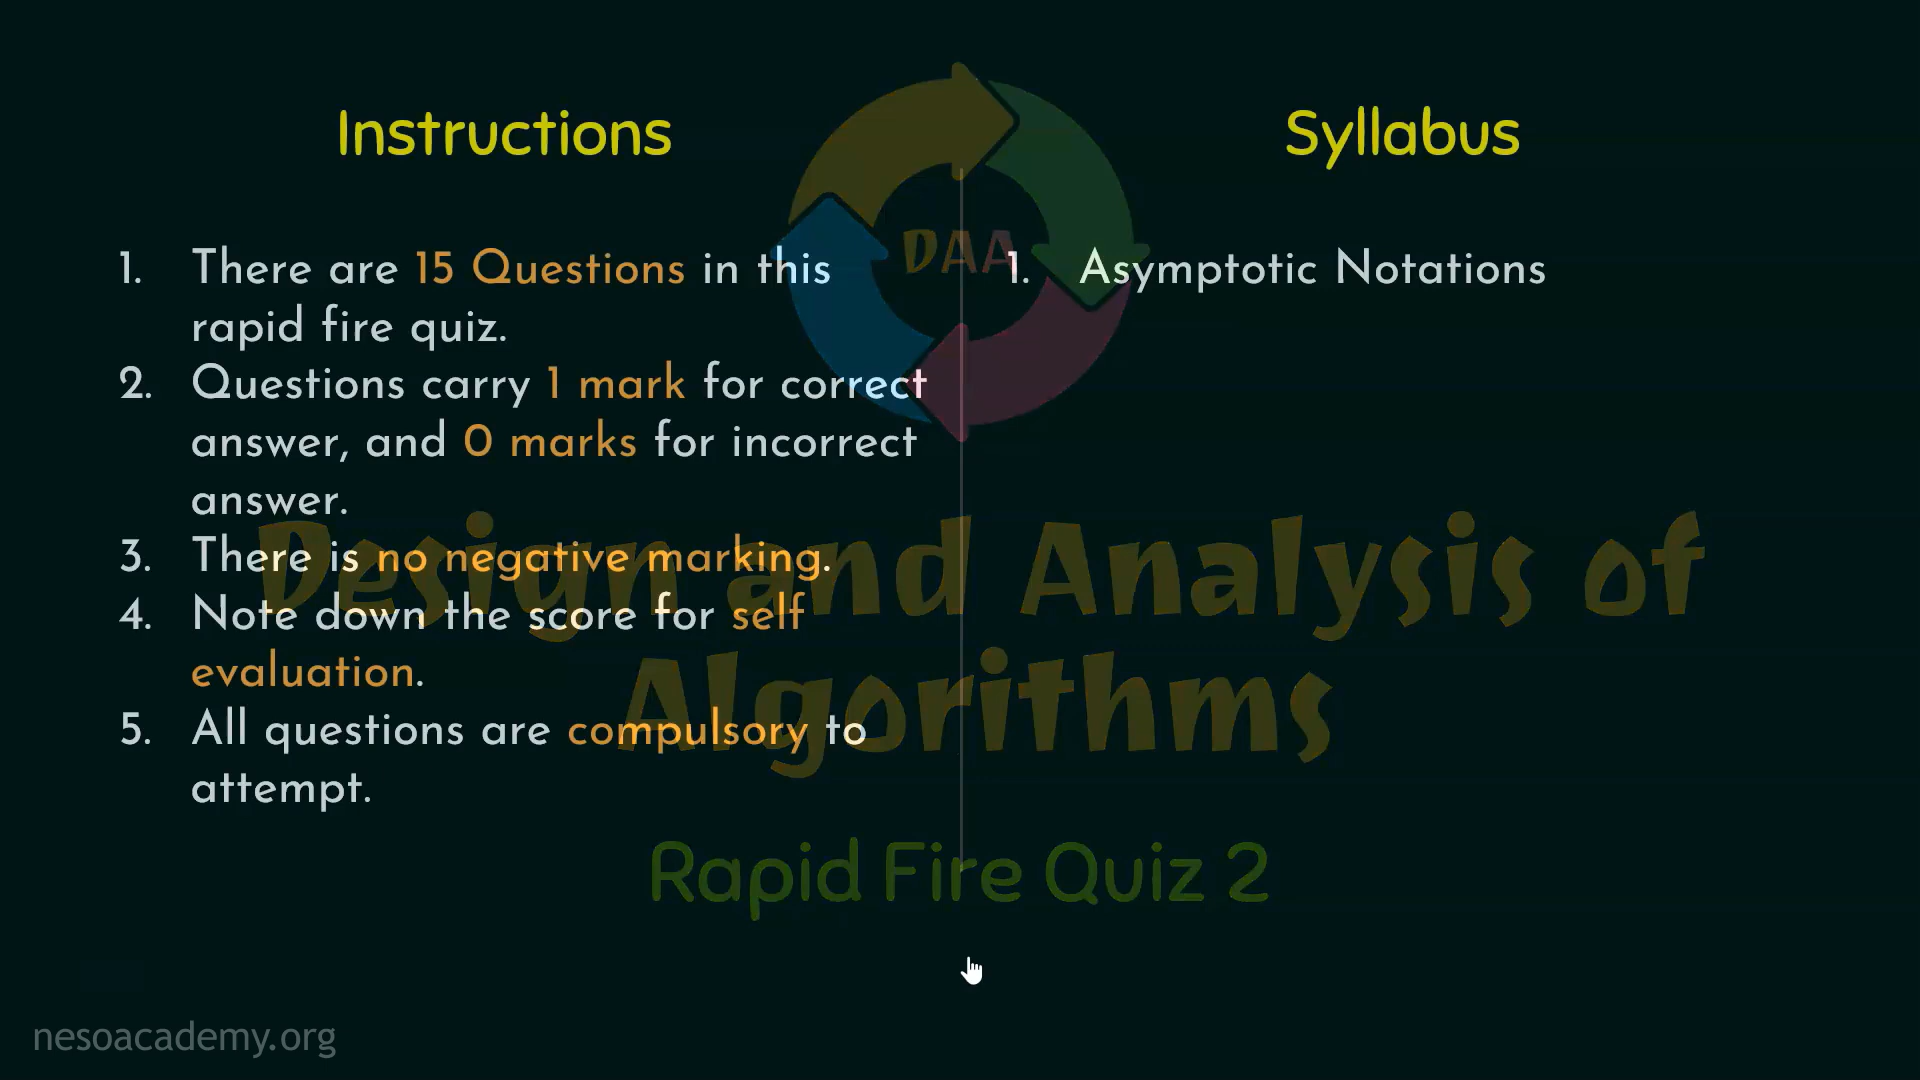 Instructions
1. There are 15 Questions in this
rapid fire quiz.
2. Questions carry 1 mark for correct
answer, and 0 marks for incorrect
answer.
3. There is no negative marking.
4. Note down the score for self
evaluation.
5. All questions are compulsory to
attempt.
Syllabus
1. Asymptotic Notations
DAA
Design and Analysis of
Algorithms
Rapid Fire Quiz 2
nesoacademy.org